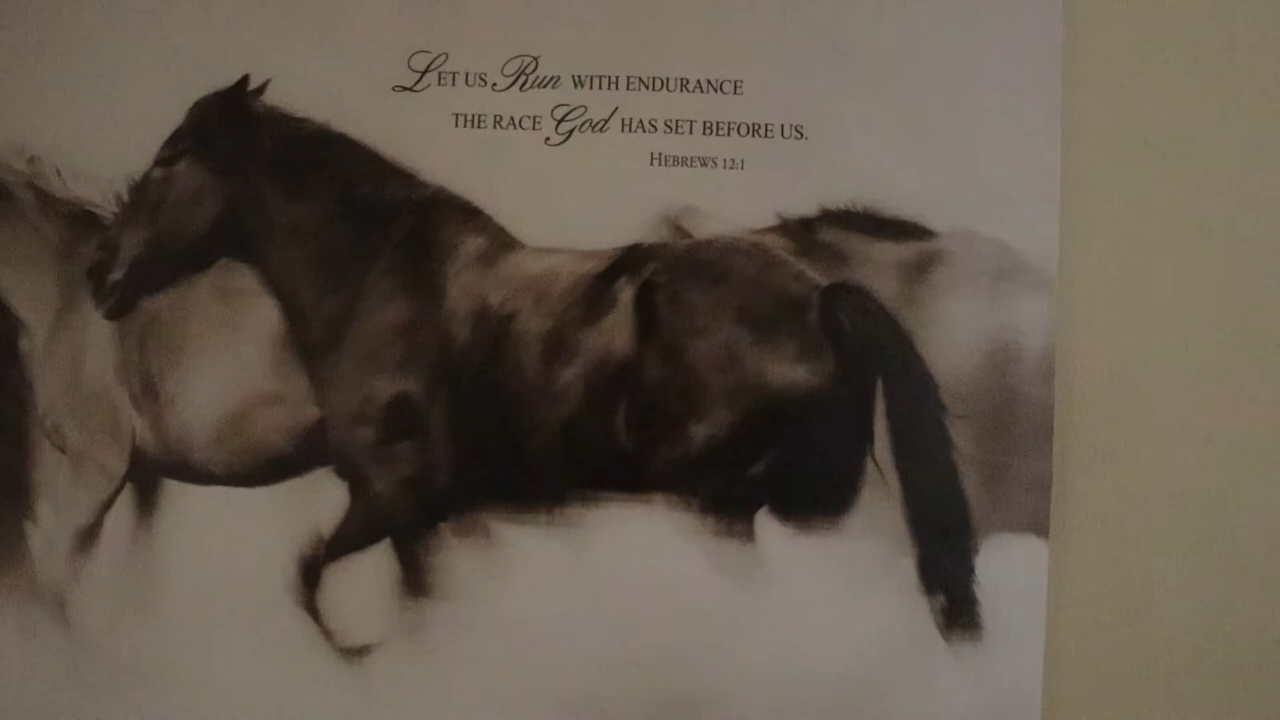 Let us Run with endurance
the race God has set before us.
Hebrews 12:1